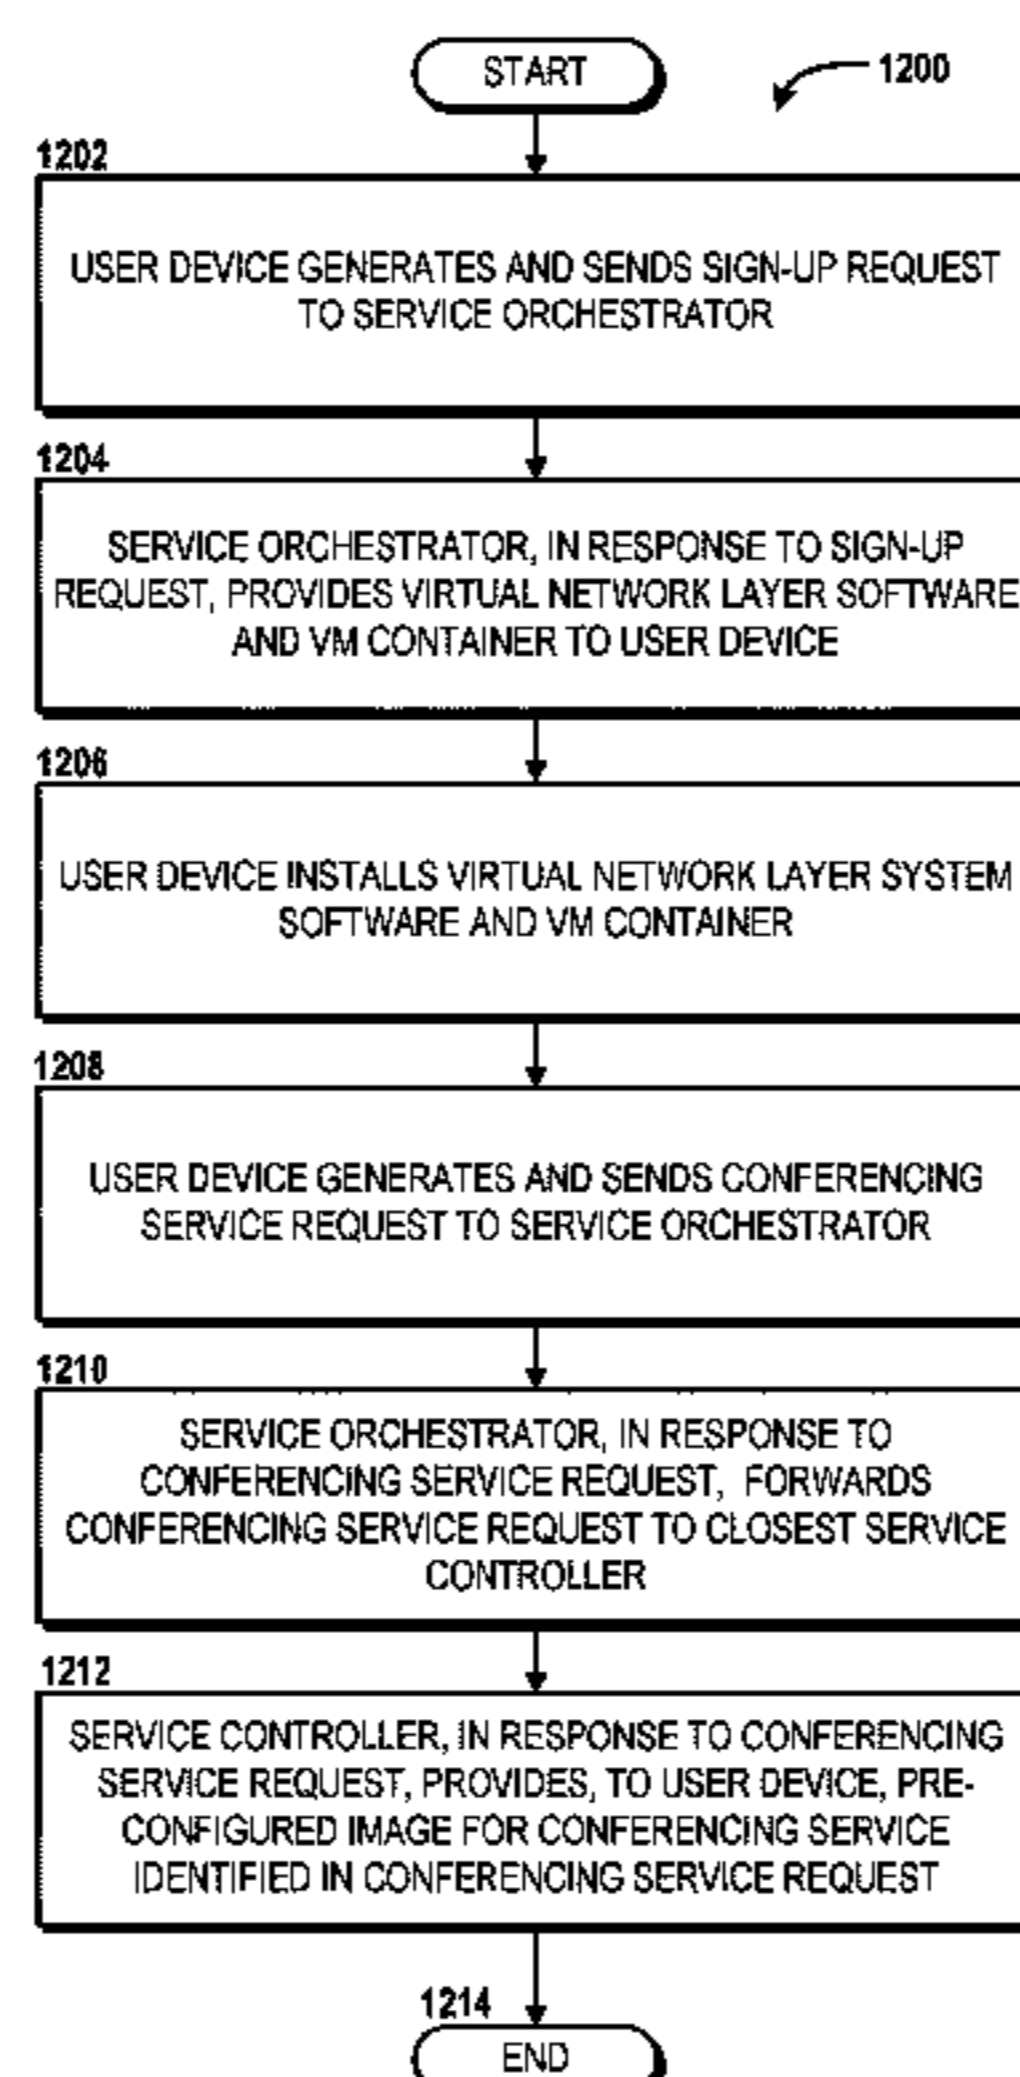 START
1200
1202
USER DEVICE GENERATES AND SENDS SIGN-UP REQUEST
TO SERVICE ORCHESTRATOR
1204
SERVICE ORCHESTRATOR, IN RESPONSE TO SIGN-UP
REQUEST, PROVIDES VIRTUAL NETWORK LAYER SOFTWARE
AND VM CONTAINER TO USER DEVICE
1206
USER DEVICE INSTALLS VIRTUAL NETWORK LAYER SYSTEM
SOFTWARE AND VM CONTAINER
1208
USER DEVICE GENERATES AND SENDS CONFERENCING
SERVICE REQUEST TO SERVICE ORCHESTRATOR
1210
SERVICE ORCHESTRATOR, IN RESPONSE TO
CONFERENCING SERVICE REQUEST, FORWARDS
CONFERENCING SERVICE REQUEST TO CLOSEST SERVICE
CONTROLLER
1212
SERVICE CONTROLLER, IN RESPONSE TO CONFERENCING
SERVICE REQUEST, PROVIDES, TO USER DEVICE, PRE-
CONFIGURED IMAGE FOR CONFERENCING SERVICE
IDENTIFIED IN CONFERENCING SERVICE REQUEST
1214
END